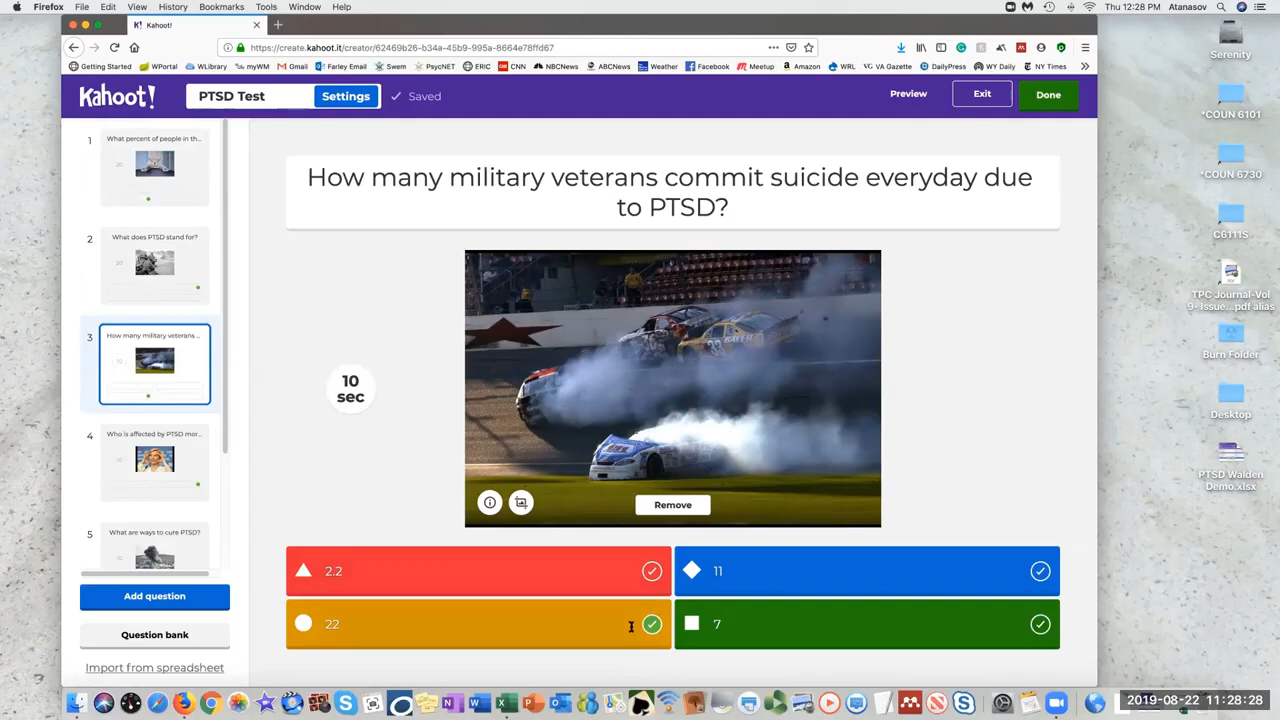 Firefox File Edit View History Bookmarks Tools Window Help
Thu 12:28 PM Atanasov
Kahoot!
https://create.kahoot.it/creator/62469b26-b34a-45b9-995a-8664e78ffd67
Getting Started WPortal WLibrary myWM Gmail Farley Email Swem PsycNET ERIC CNN NBCNews ABCNews Weather Facebook Meetup Amazon WRL VA Gazette DailyPress WY Daily NY Times
Kahoot! PTSD Test Settings Saved Preview Exit Done
1
What percent of people in th...
20
2
What does PTSD stand for?
20
3
How many military veterans ...
10
4
Who is affected by PTSD mor...
10
5
What are ways to cure PTSD?
10
Add question
Question bank
Import from spreadsheet
How many military veterans commit suicide everyday due
to PTSD?
10
sec
Remove
2.2
11
22
7
Serenity
*COUN 6101
*COUN 6730
C6111S
TPC Journal-Vol
9- Issue...pdf alias
Burn Folder
Desktop
PTSD Walden
Demo.xlsx
2019-08-22 11:28:28